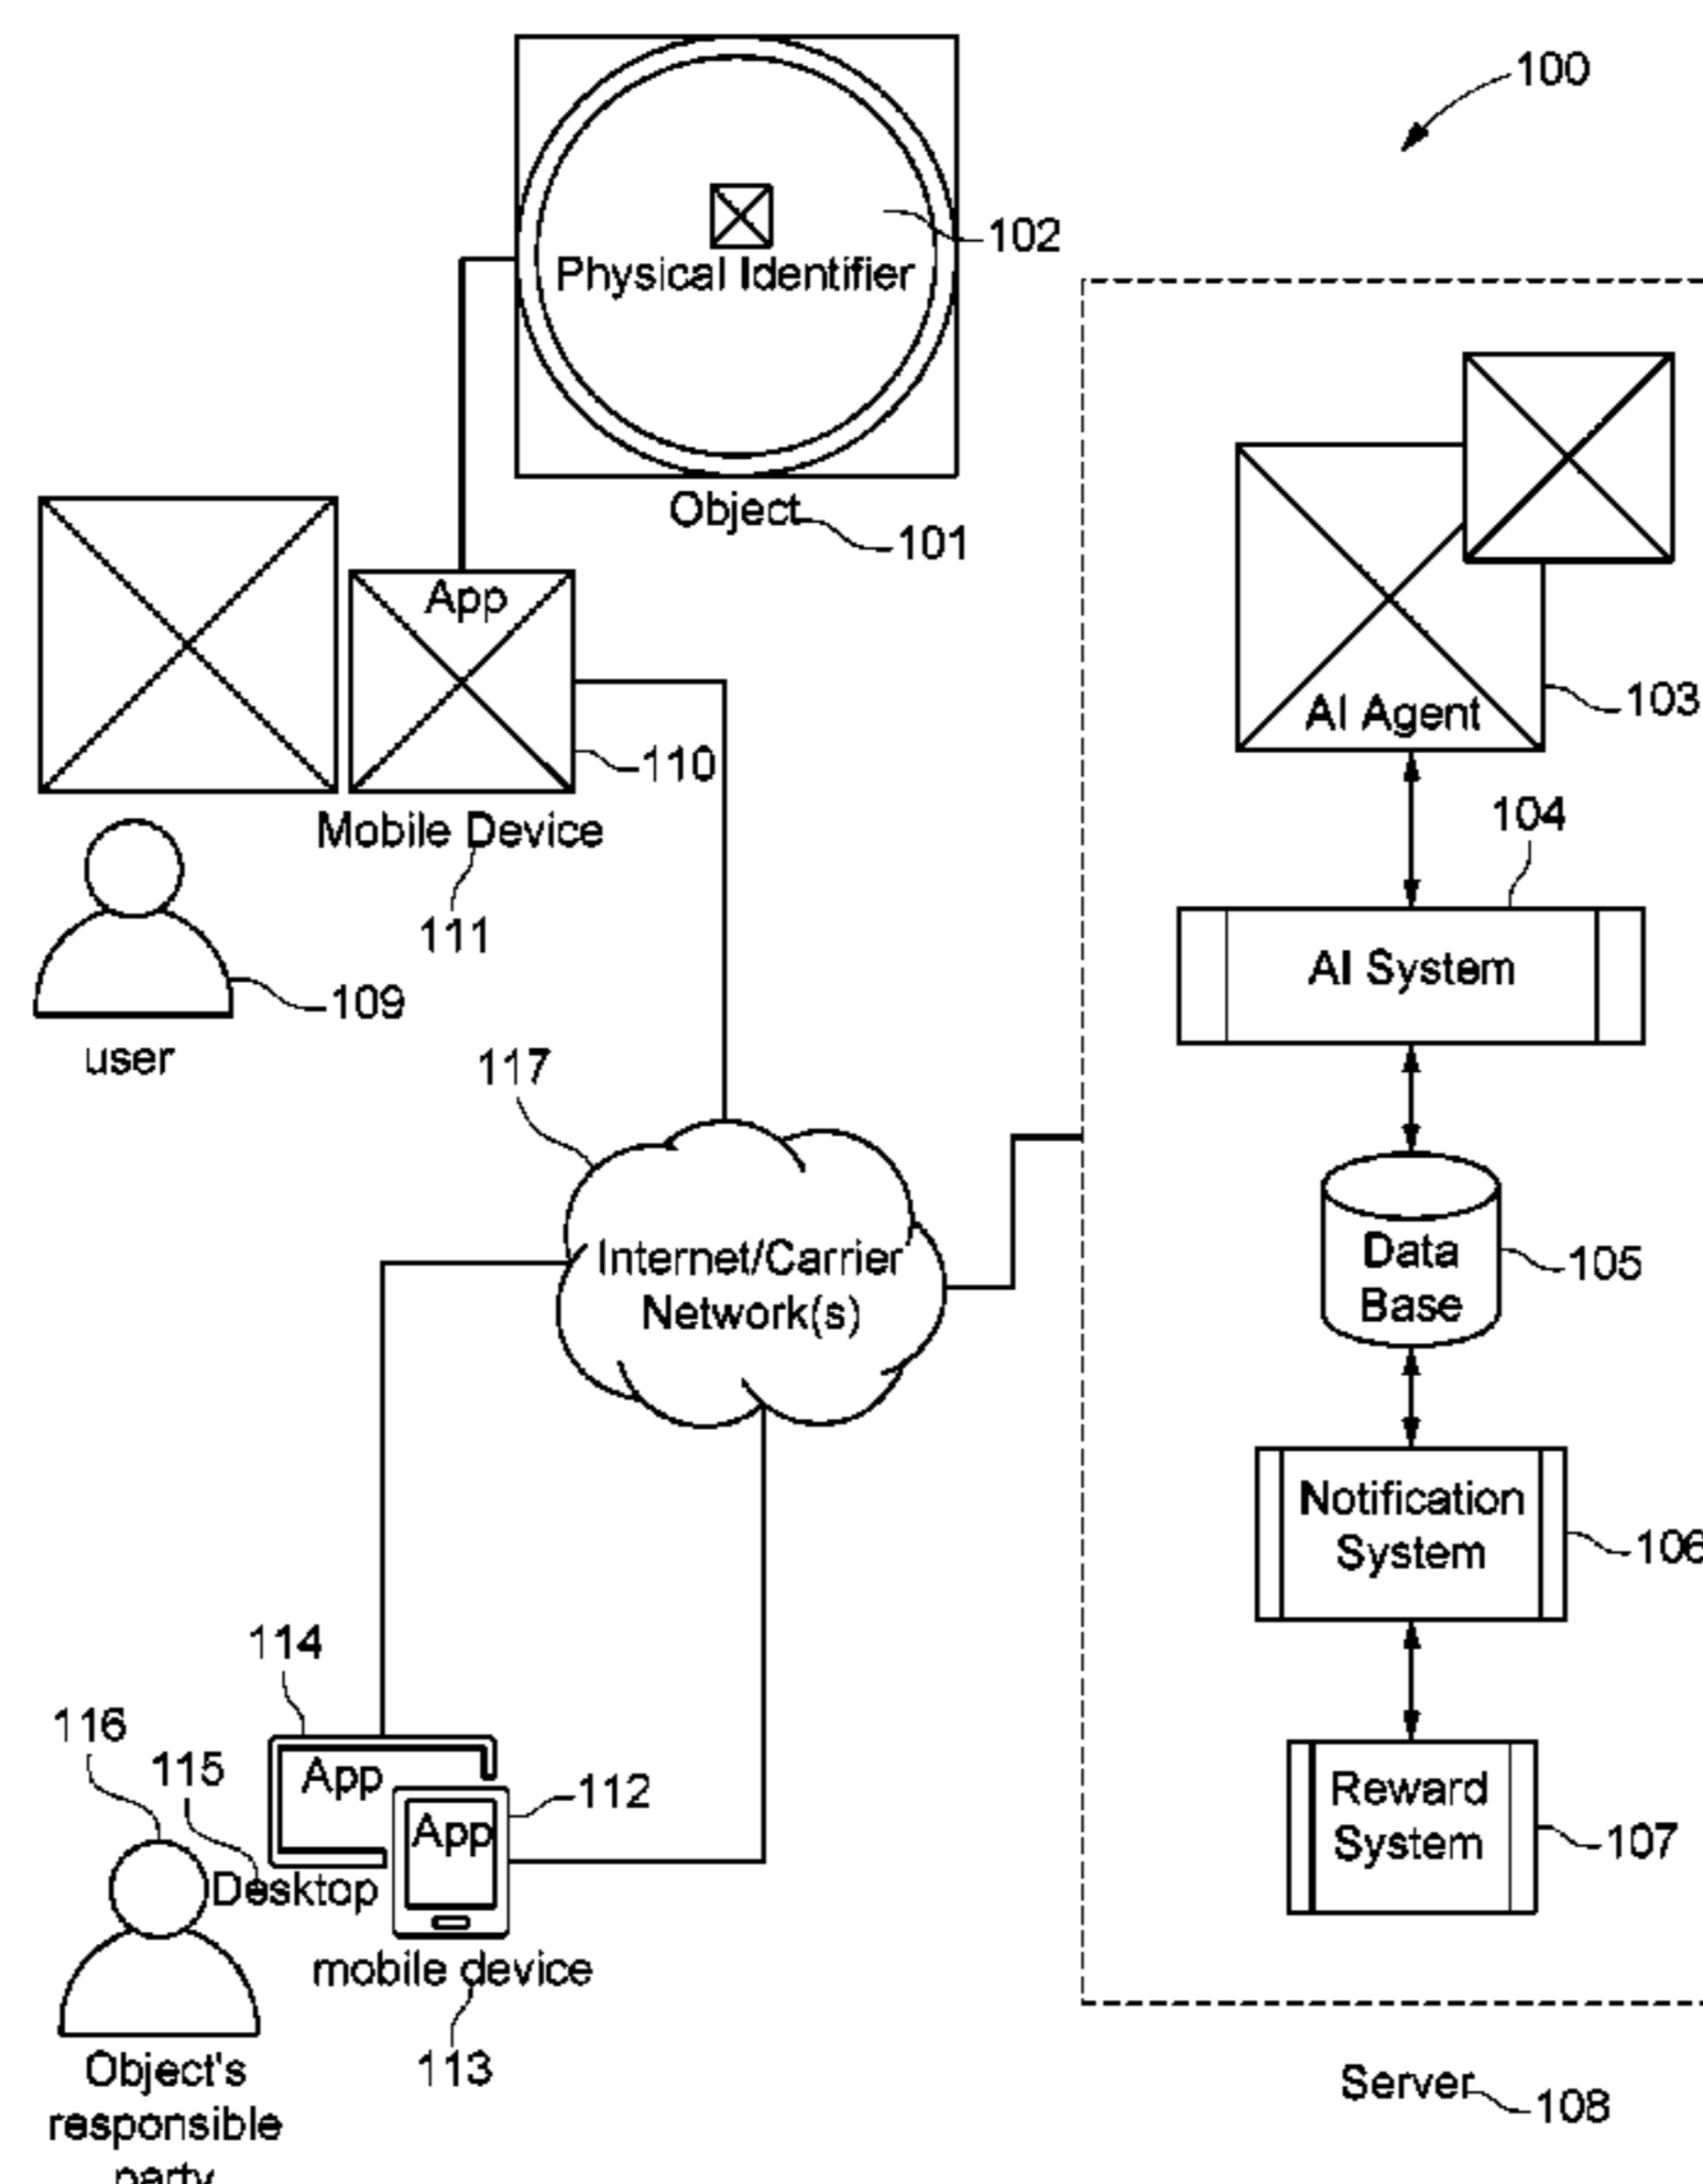 100
102
Physical Identifier
Object
101
App
110
Mobile Device
111
109
user
AI Agent
103
104
AI System
117
Internet/Carrier
Network(s)
Data
Base
105
Notification
System
106
114
116
115
App
112
App
Desktop
mobile device
113
Object's
responsible
party
Reward
System
107
Server
108